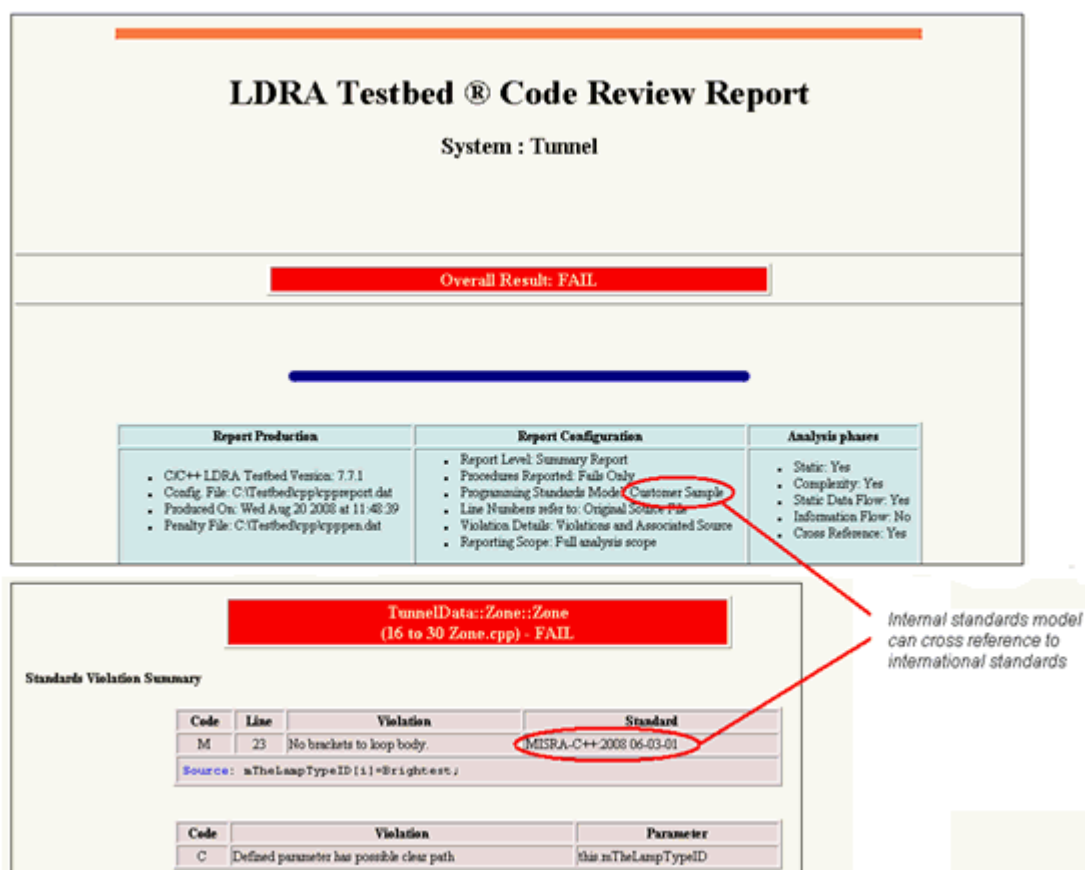 LDRA Testbed ® Code Review Report
System : Tunnel
Overall Result: FAIL
Report Production
C/C++ LDRA Testbed Version: 7.7.1
Config. File: C:\Testbed\cpp\cppreport.dat
Produced On: Wed Aug 20 2008 at 11:48:39
Penalty File: C:\Testbed\cpp\cpppen.dat
Report Configuration
Report Level: Summary Report
Procedures Reported: Fails Only
Programming Standards Model: Customer Sample
Line Numbers refer to: Original Source File
Violation Details: Violations and Associated Source
Reporting Scope: Full analysis scope
Analysis phases
Static: Yes
Complexity: Yes
Static Data Flow: Yes
Information Flow: No
Cross Reference: Yes
Internal standards model
can cross reference to
international standards
TunnelData::Zone::Zone
(16 to 30 Zone.cpp) - FAIL
Standards Violation Summary
Code Line Violation Standard
M 23 No brackets to loop body. MISRA-C++:2008 06-03-01
Source: mTheLampTypeID[i]=Brightest;
Code Violation Parameter
C Defined parameter has possible clear path this.mTheLampTypeID